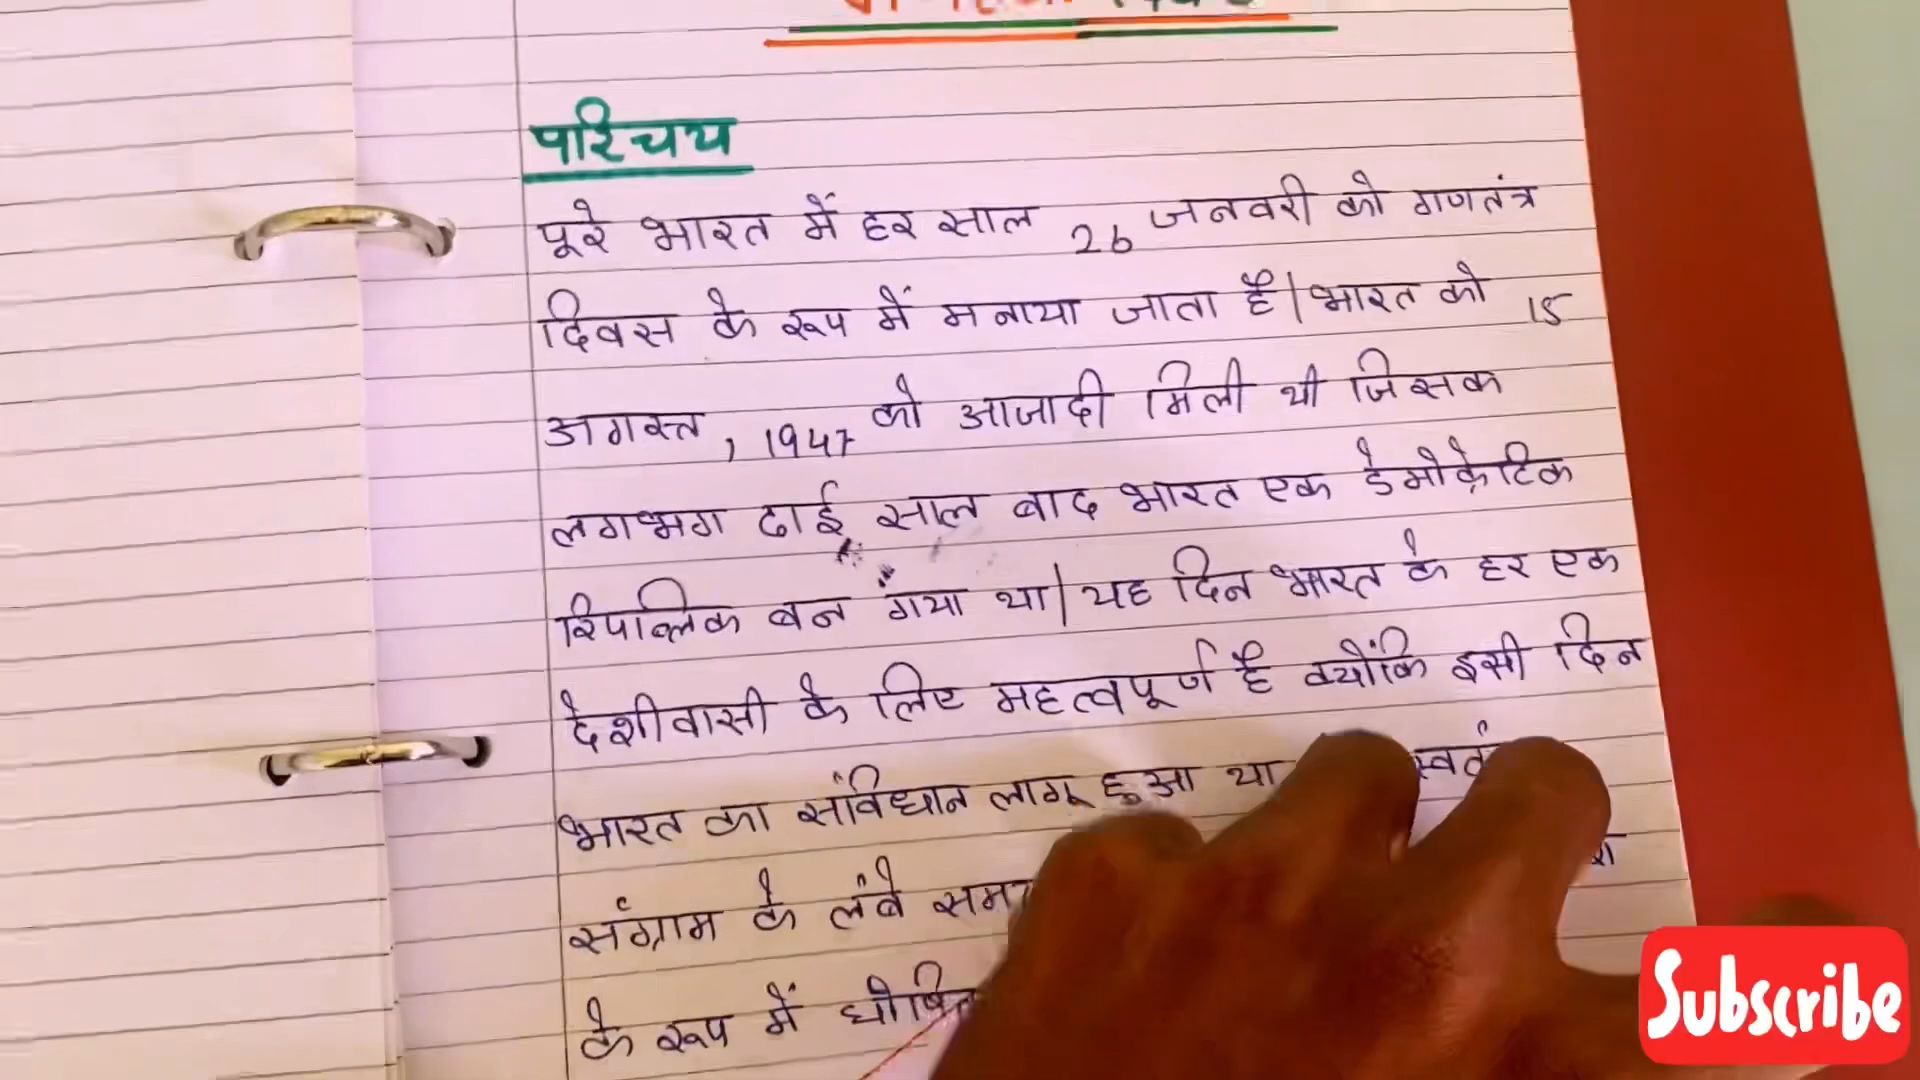 परिचय
पूरे भारत में हर साल 26 जनवरी को गणतंत्र
दिवस के रूप में मनाया जाता है। भारत को 15
अगस्त, 1947 को आजादी मिली थी जिसक
लगभग ढाई साल बाद भारत एक डेमोक्रेटिक
रिपब्लिक बन गया था। यह दिन भारत के हर एक
देशीवासी के लिए महत्वपूर्ण है क्योंकि इसी दिन
भारत का संविधान लागू हुआ था
संग्राम के लंबे
के रूप में
Subscribe